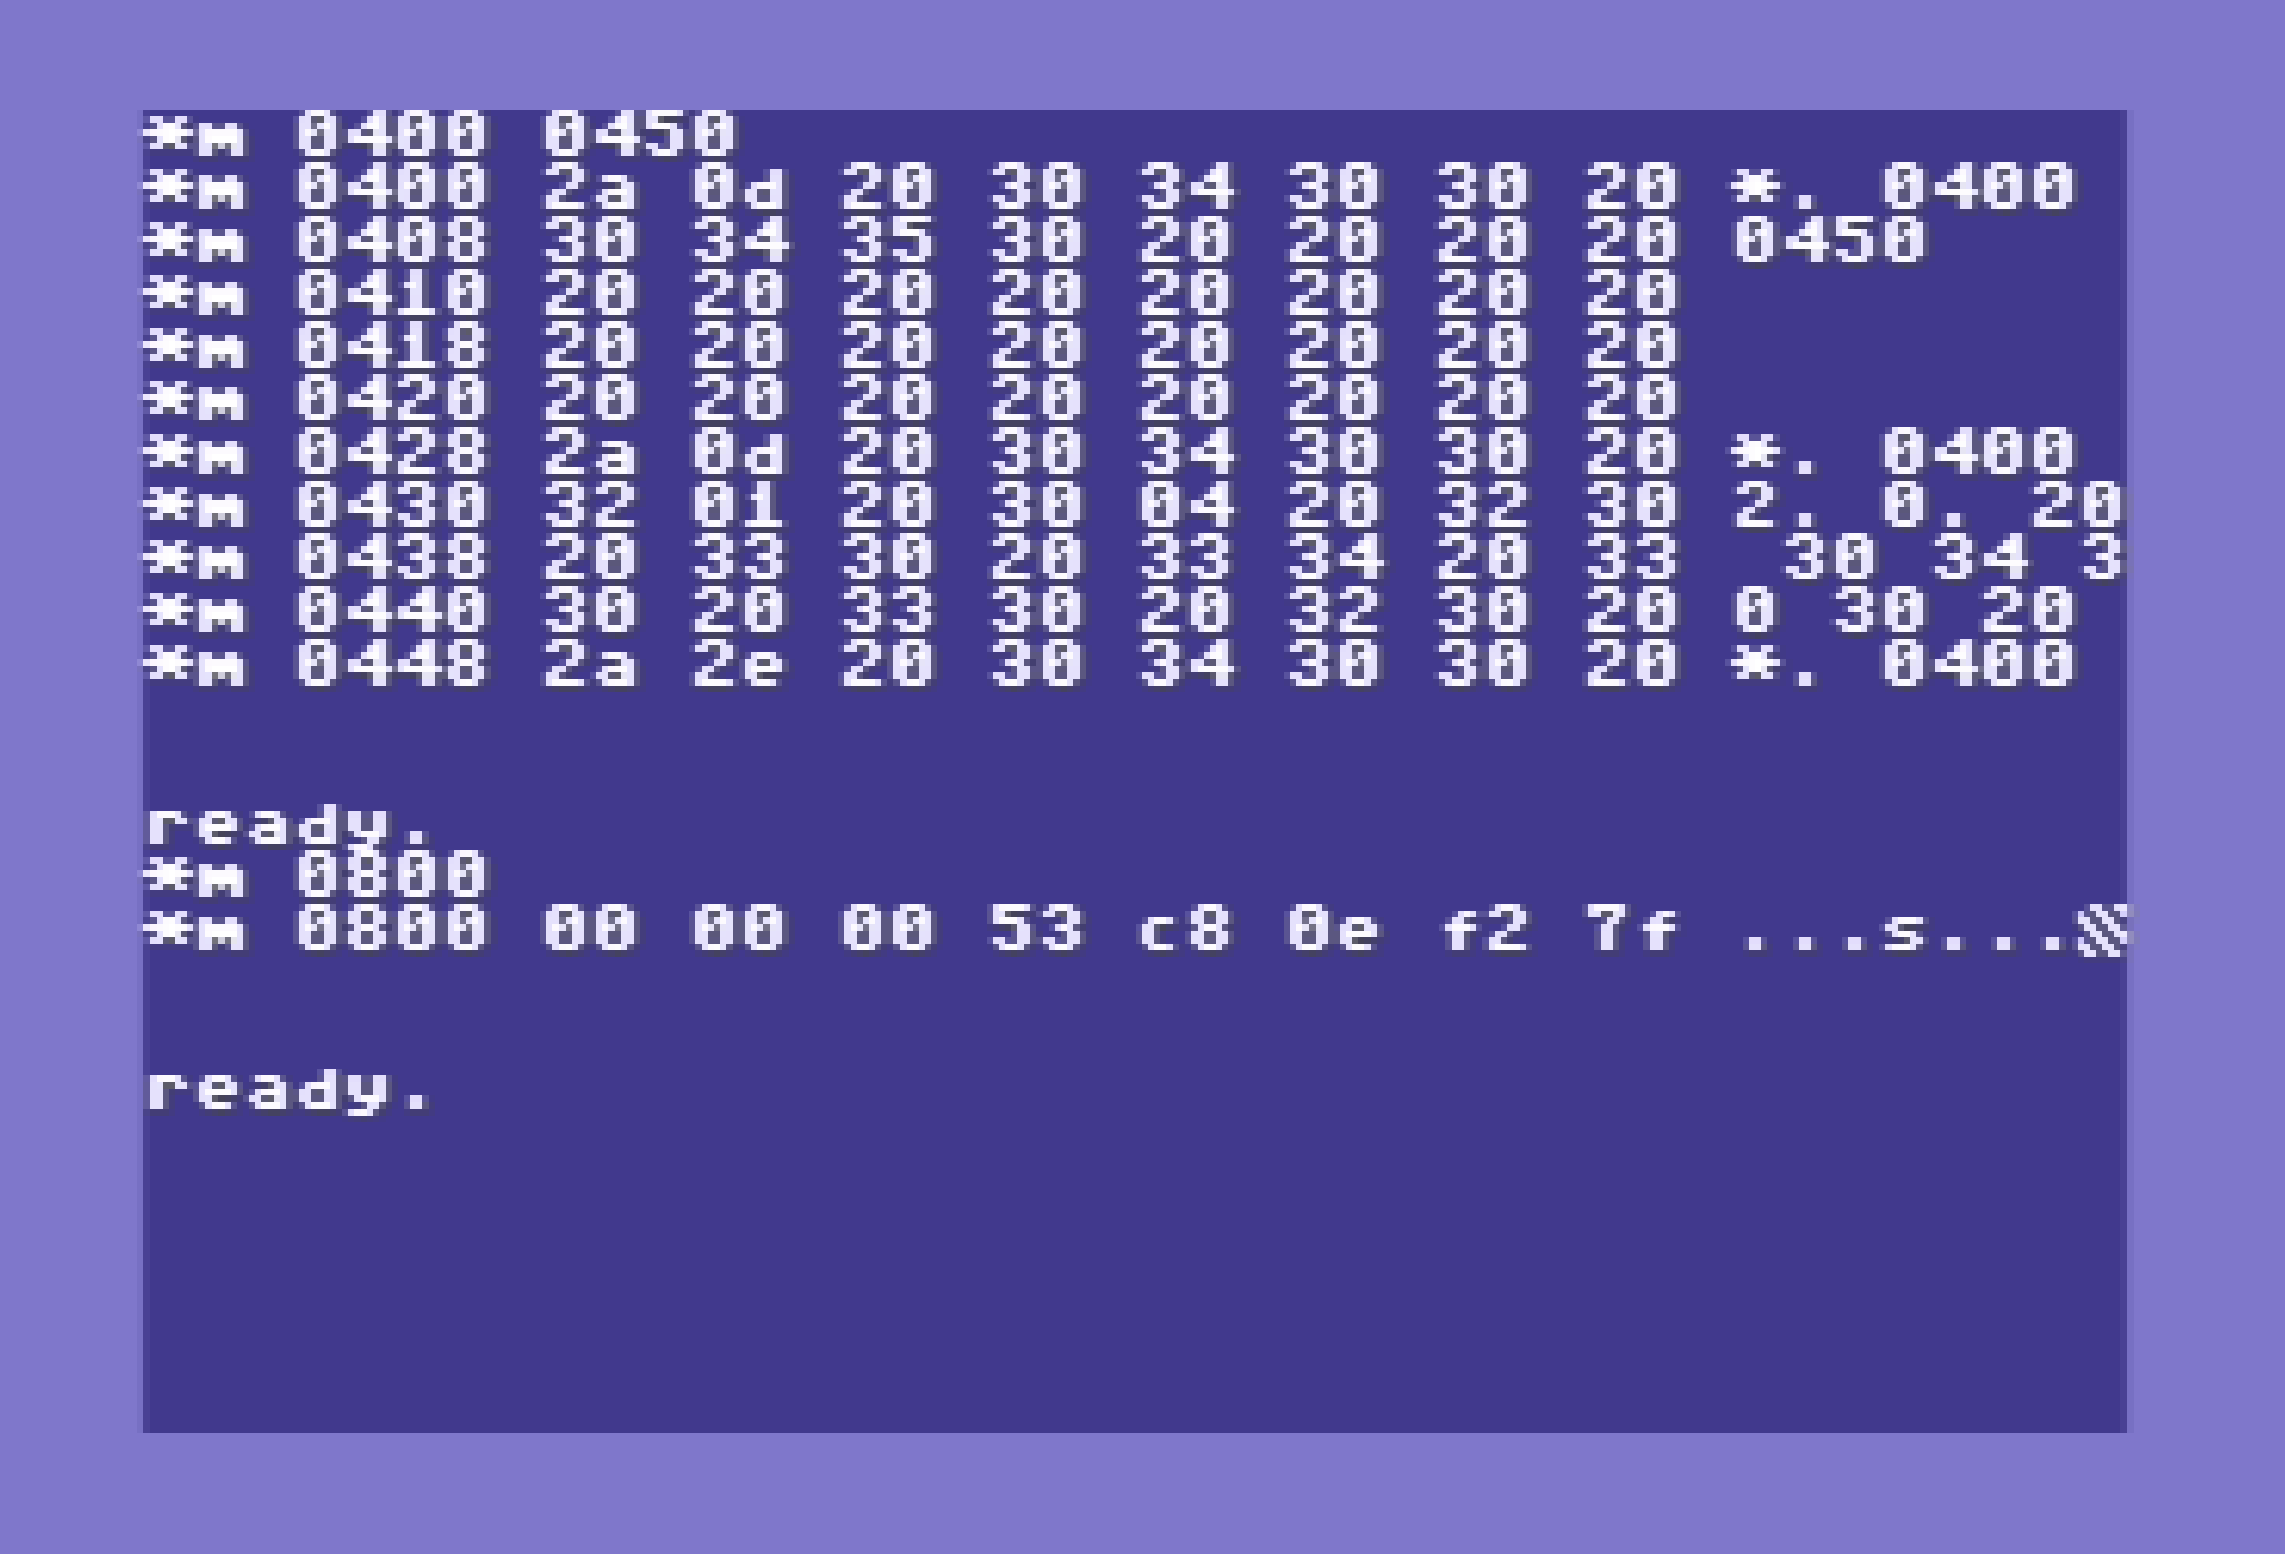 *m 0400 0450
*m 0400 2a 0d 20 30 34 30 30 20 *. 0400
*m 0408 30 34 35 30 20 20 20 20 0450
*m 0410 20 20 20 20 20 20 20 20
*m 0418 20 20 20 20 20 20 20 20
*m 0420 20 20 20 20 20 20 20 20
*m 0428 2a 0d 20 30 34 30 30 20 *. 0400
*m 0430 32 01 20 30 04 20 32 30 2. 0. 20
*m 0438 20 33 30 20 33 34 20 33  30 34 3
*m 0440 30 20 33 30 20 32 30 20 0 30 20
*m 0448 2a 2e 20 30 34 30 30 20 *. 0400
ready.
*m 0800
*m 0800 00 00 00 53 c8 0e f2 7f ...s...▒
ready.